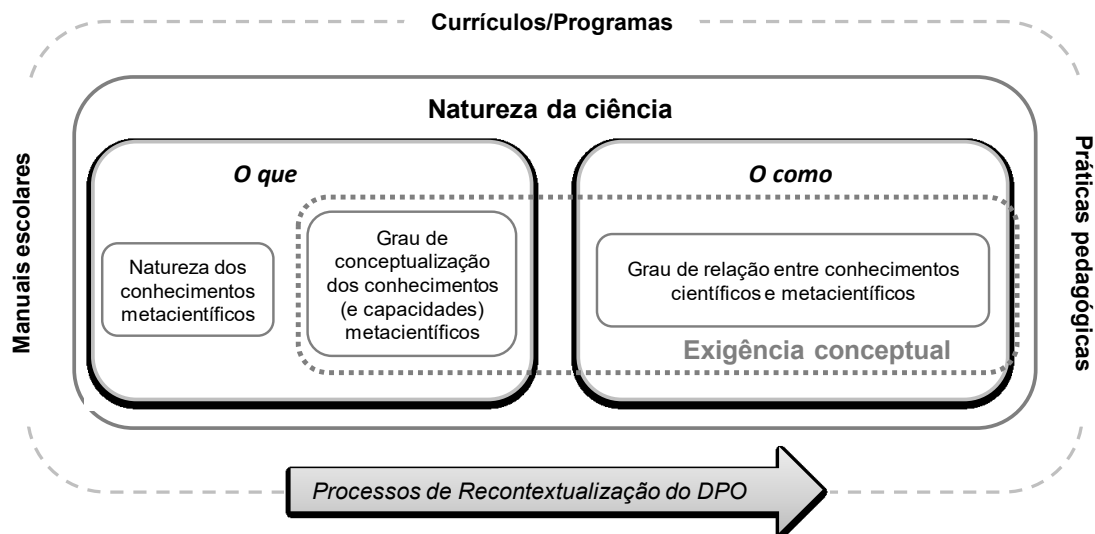 Currículos/Programas
Manuais escolares
Natureza da ciência
O que
Natureza dos
conhecimentos
metacientíficos
Grau de
conceptualização
dos conhecimentos
(e capacidades)
metacientíficos
O como
Grau de relação entre conhecimentos
científicos e metacientíficos
Exigência conceptual
Práticas pedagógicas
Processos de Recontextualização do DPO